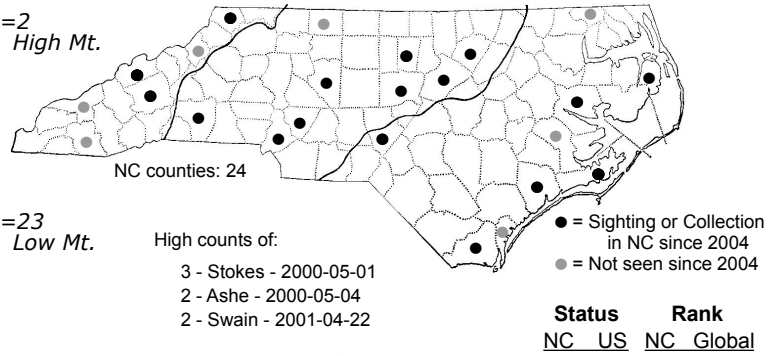 =2
High Mt.
NC counties: 24
=23
Low Mt.
High counts of:
3 - Stokes - 2000-05-01
2 - Ashe - 2000-05-04
2 - Swain - 2001-04-22
= Sighting or Collection
in NC since 2004
= Not seen since 2004
Status Rank
NC US NC Global